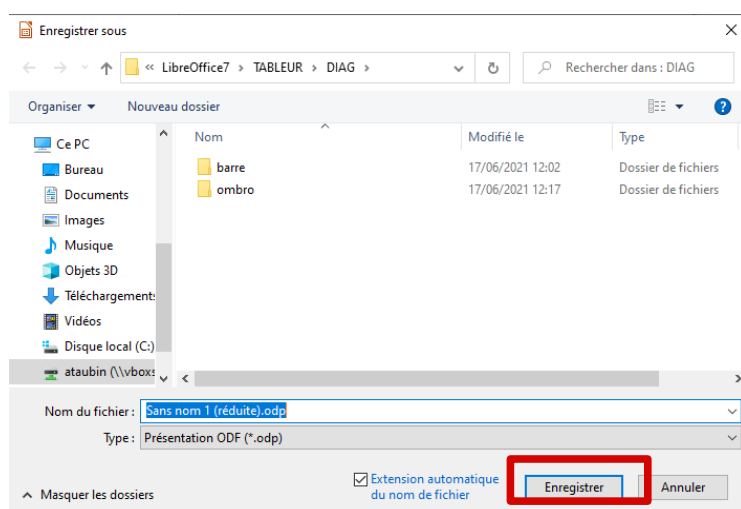 Enregistrer sous
« LibreOffice7 > TABLEUR > DIAG >
Rechercher dans : DIAG
Organiser Nouveau dossier
Nom Modifié le Type
Ce PC
Bureau
Documents
Images
Musique
Objets 3D
Téléchargements
Vidéos
Disque local (C:)
ataubin (\\vboxs
barre 17/06/2021 12:02 Dossier de fichiers
ombro 17/06/2021 12:17 Dossier de fichiers
Nom du fichier : Sans nom 1 (réduite).odp
Type : Présentation ODF (*.odp)
Extension automatique
du nom de fichier
Masquer les dossiers
Enregistrer Annuler